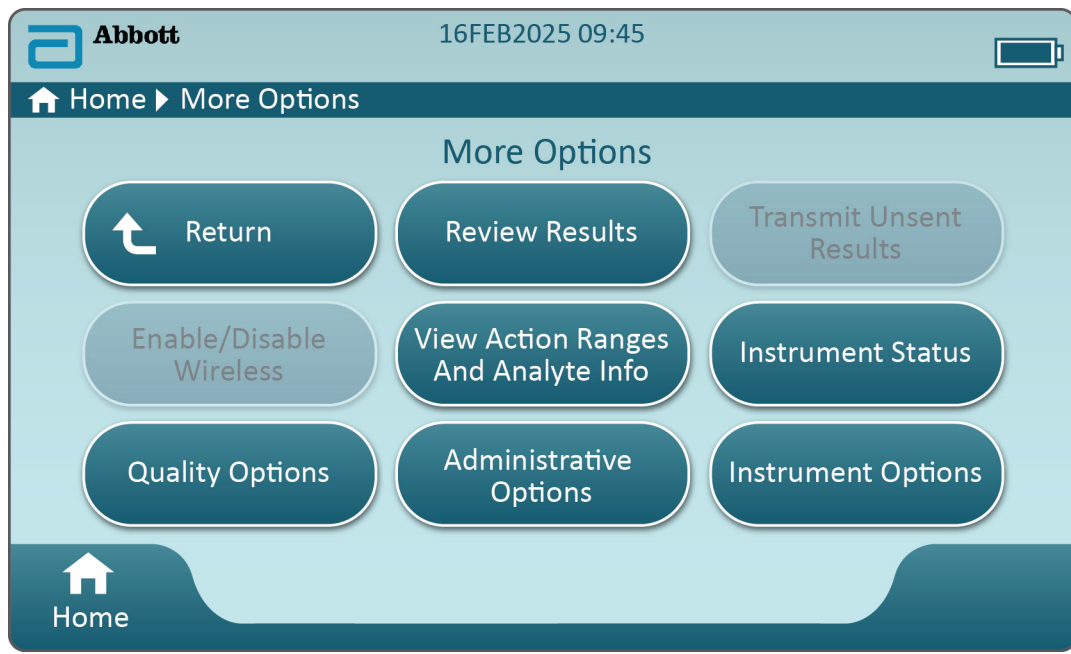 Abbott
16FEB2025 09:45
Home More Options
More Options
Return
Review Results
Transmit Unsent
Results
Enable/Disable
Wireless
View Action Ranges
And Analyte Info
Instrument Status
Quality Options
Administrative
Options
Instrument Options
Home